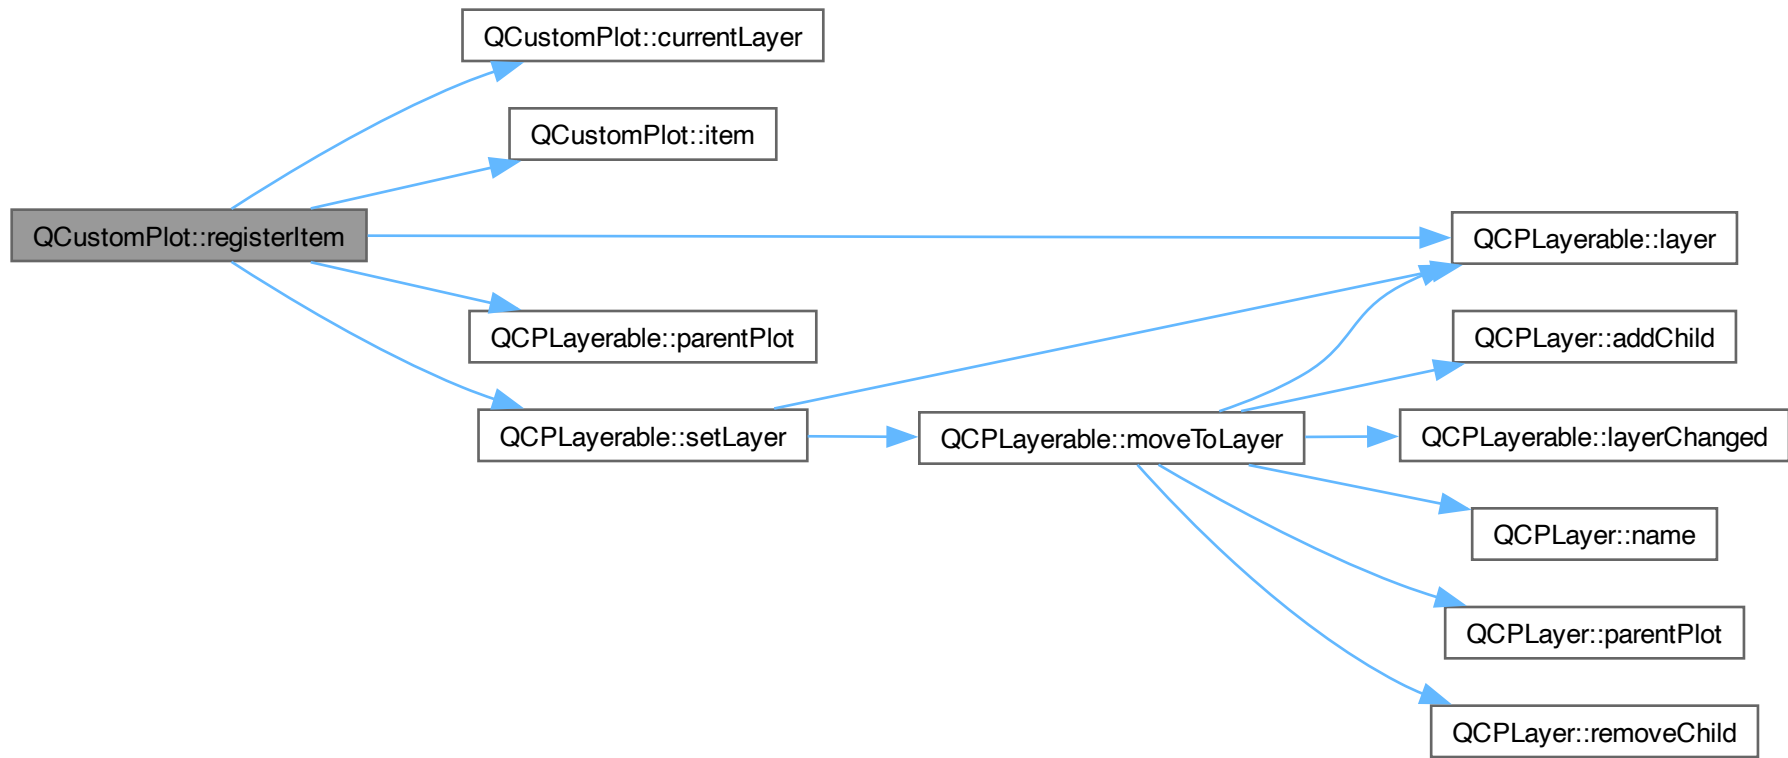 QCustomPlot::currentLayer
QCustomPlot::item
QCustomPlot::registerItem
QCPLayerable::layer
QCPLayerable::parentPlot
QCPLayer::addChild
QCPLayerable::setLayer
QCPLayerable::moveToLayer
QCPLayerable::layerChanged
QCPLayer::name
QCPLayer::parentPlot
QCPLayer::removeChild